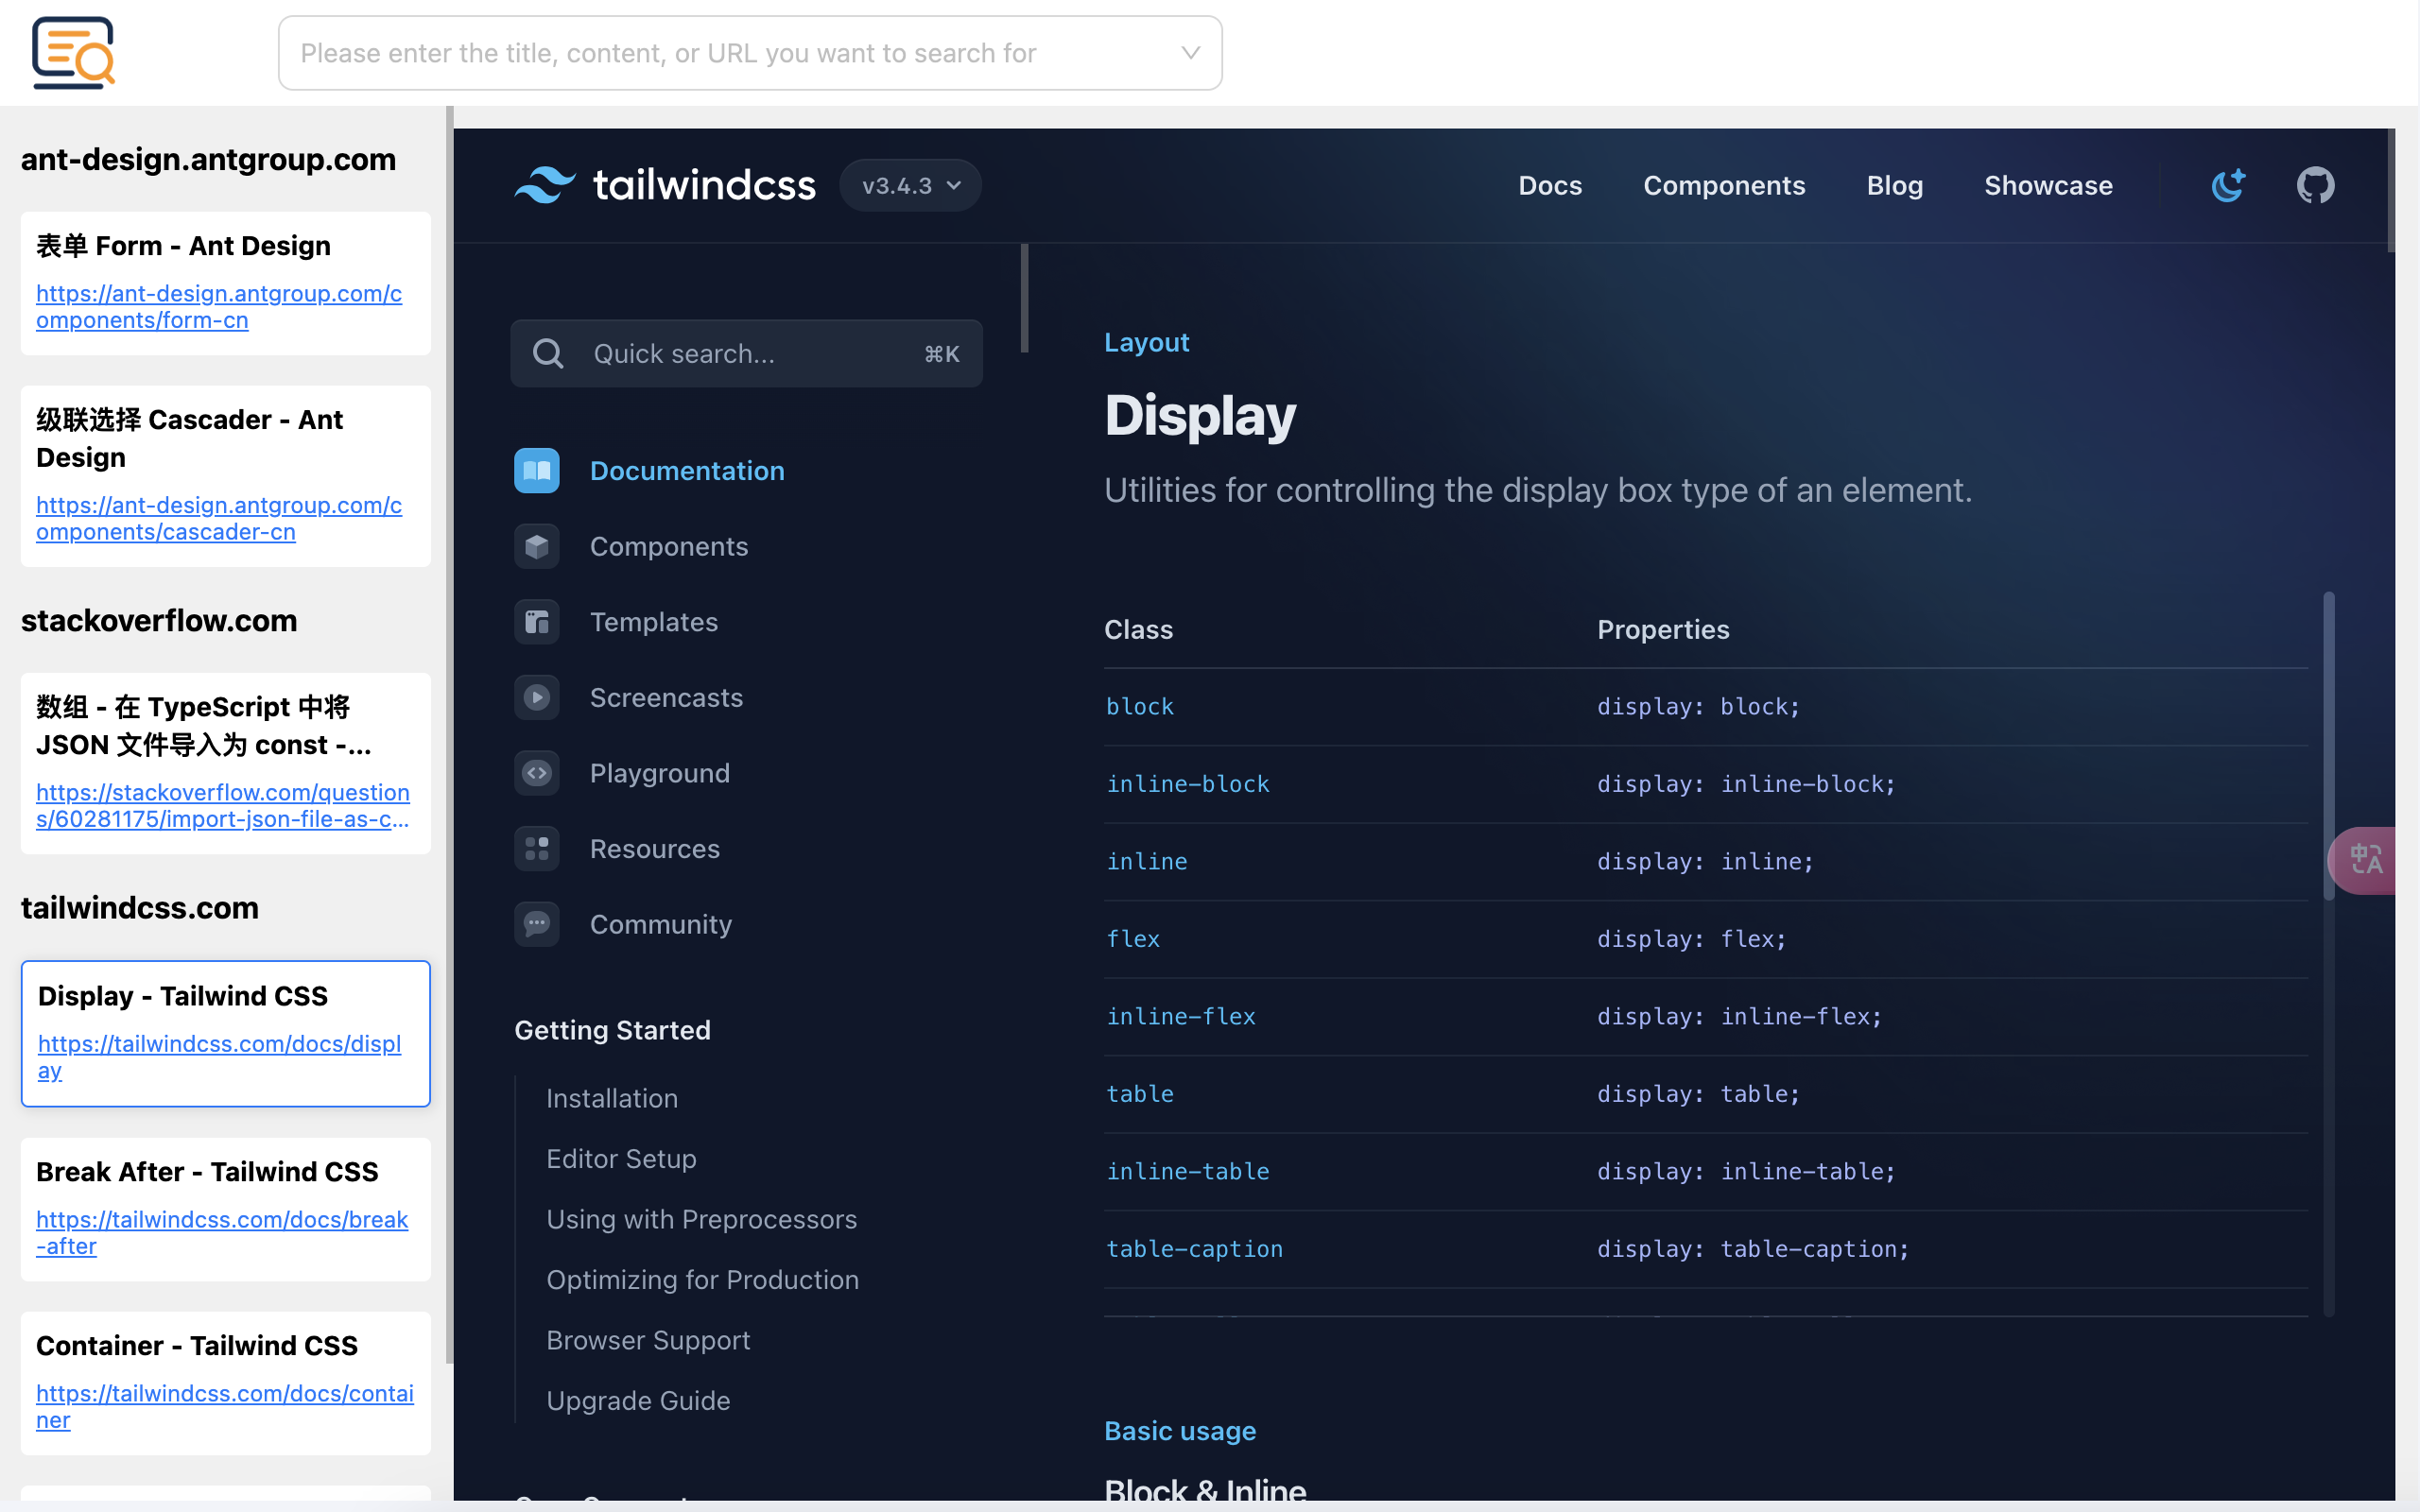 Please enter the title, content, or URL you want to search for
ant-design.antgroup.com
表单 Form - Ant Design
https://ant-design.antgroup.com/c
omponents/form-cn
级联选择 Cascader - Ant
Design
https://ant-design.antgroup.com/c
omponents/cascader-cn
stackoverflow.com
数组 - 在 TypeScript 中将
JSON 文件导入为 const -...
https://stackoverflow.com/question
s/60281175/import-json-file-as-c...
tailwindcss.com
Display - Tailwind CSS
https://tailwindcss.com/docs/displ
ay
Break After - Tailwind CSS
https://tailwindcss.com/docs/break
-after
Container - Tailwind CSS
https://tailwindcss.com/docs/contai
ner
tailwindcss v3.4.3
Docs Components Blog Showcase
Quick search... ⌘K
Documentation
Components
Templates
Screencasts
Playground
Resources
Community
Getting Started
Installation
Editor Setup
Using with Preprocessors
Optimizing for Production
Browser Support
Upgrade Guide
Layout
Display
Utilities for controlling the display box type of an element.
Class Properties
block display: block;
inline-block display: inline-block;
inline display: inline;
flex display: flex;
inline-flex display: inline-flex;
table display: table;
inline-table display: inline-table;
table-caption display: table-caption;
中A
Basic usage
Block & Inline